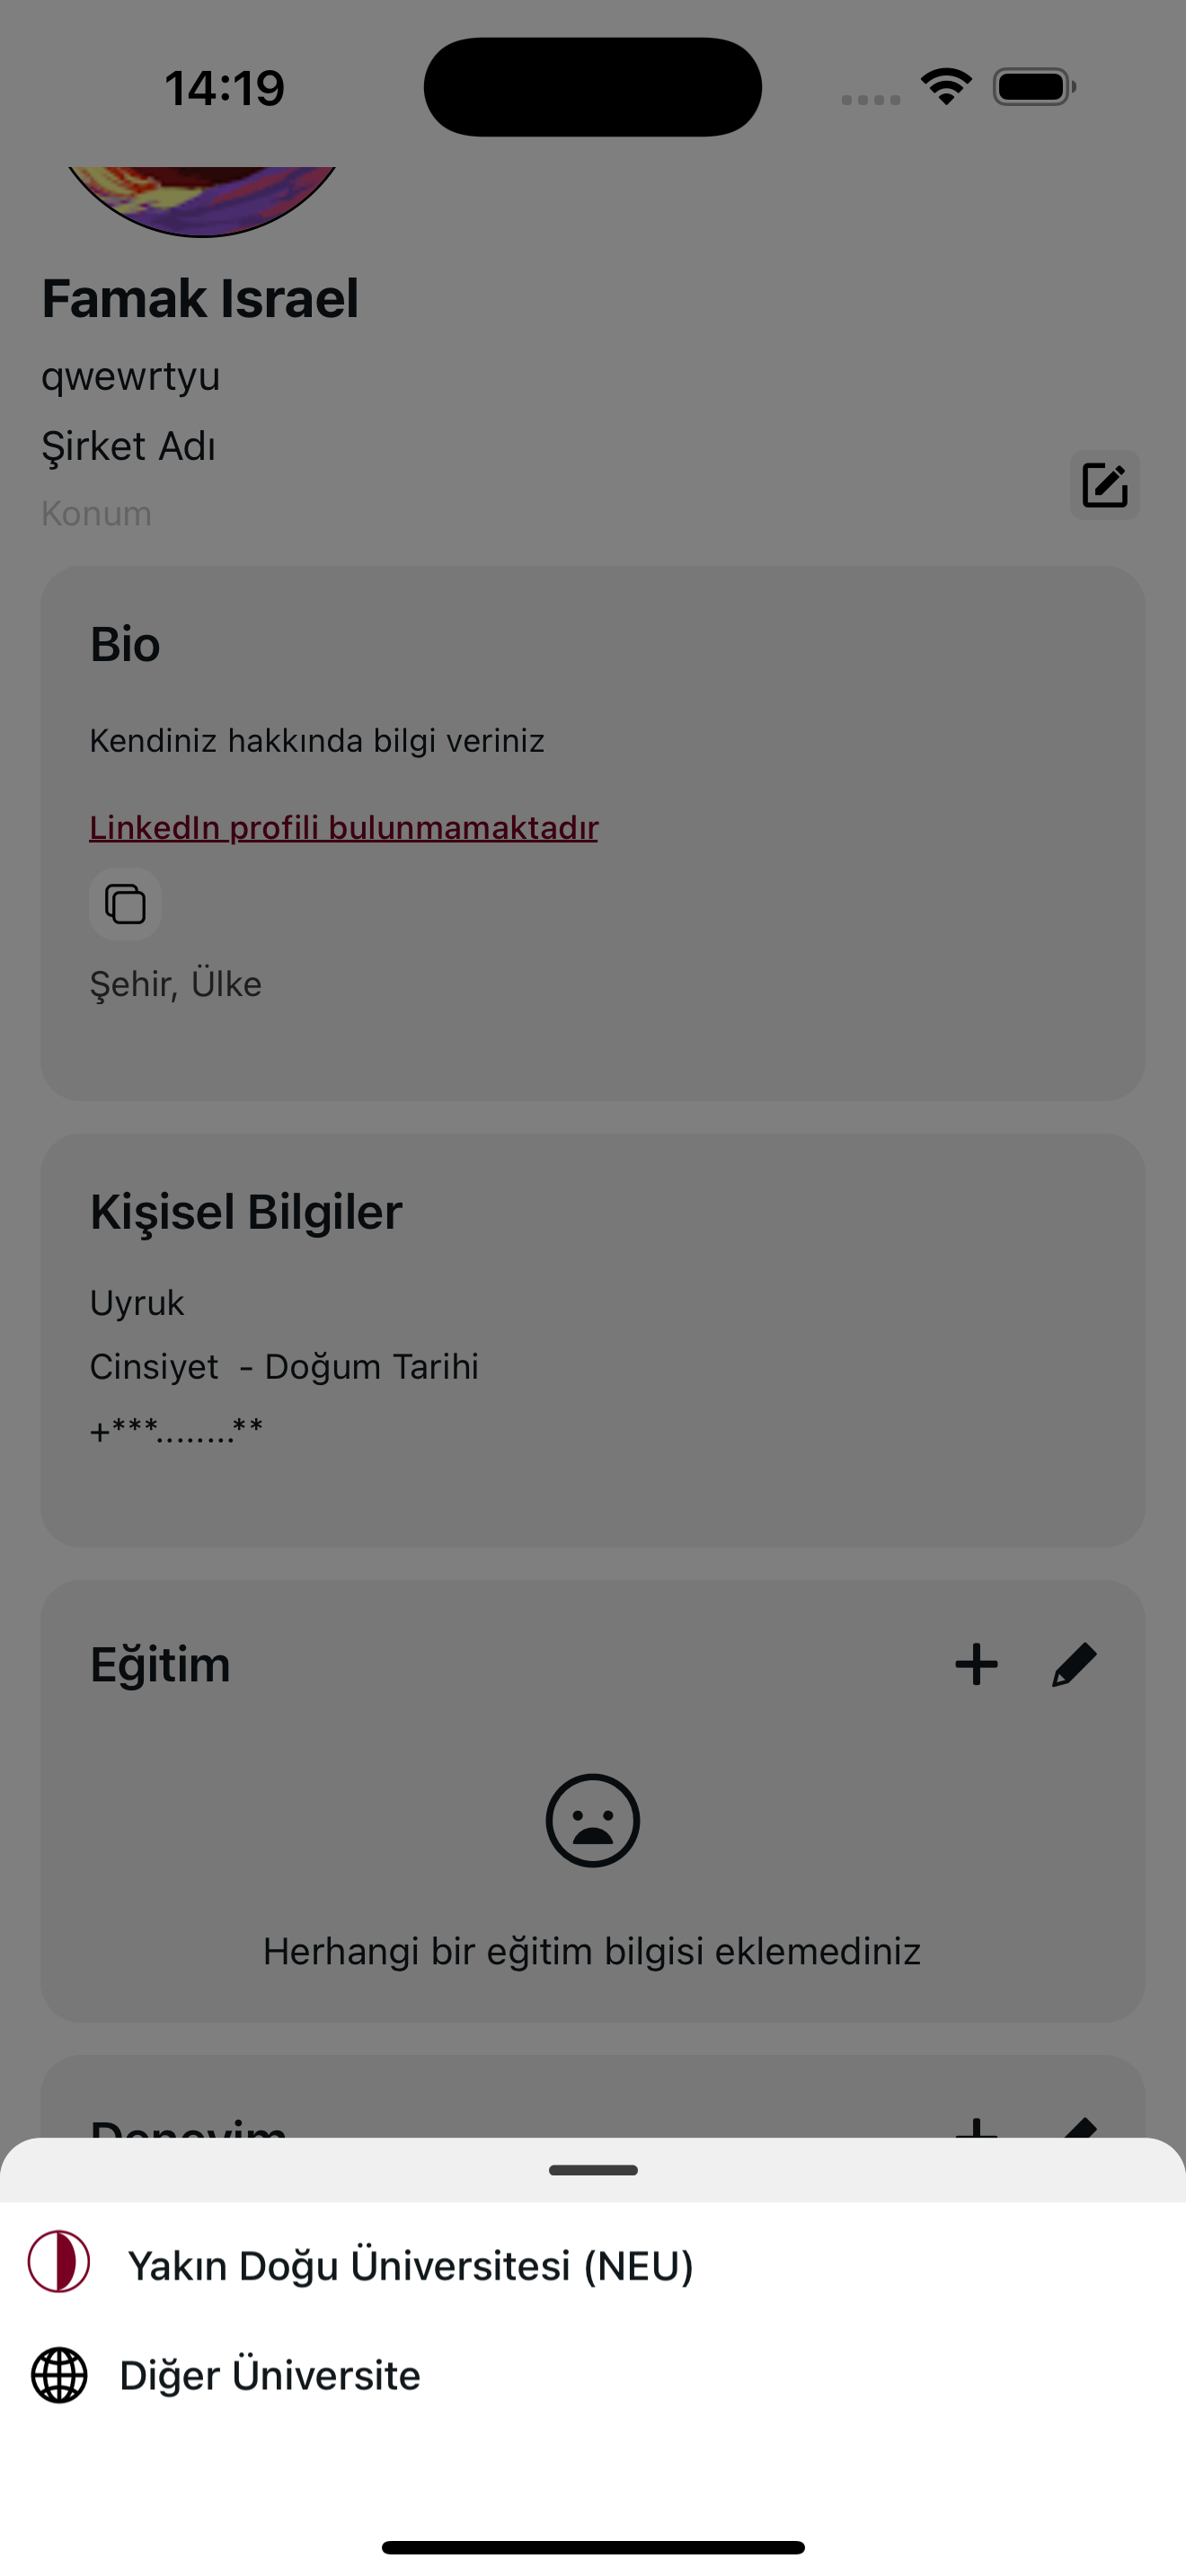 14:19
Famak Israel
qwewrtyu
Şirket Adı
Konum
Bio
Kendiniz hakkında bilgi veriniz
LinkedIn profili bulunmamaktadır
Şehir, Ülke
Kişisel Bilgiler
Uyruk
Cinsiyet - Doğum Tarihi
+***........**
Eğitim
Herhangi bir eğitim bilgisi eklemediniz
Deneyim
Yakın Doğu Üniversitesi (NEU)
Diğer Üniversite